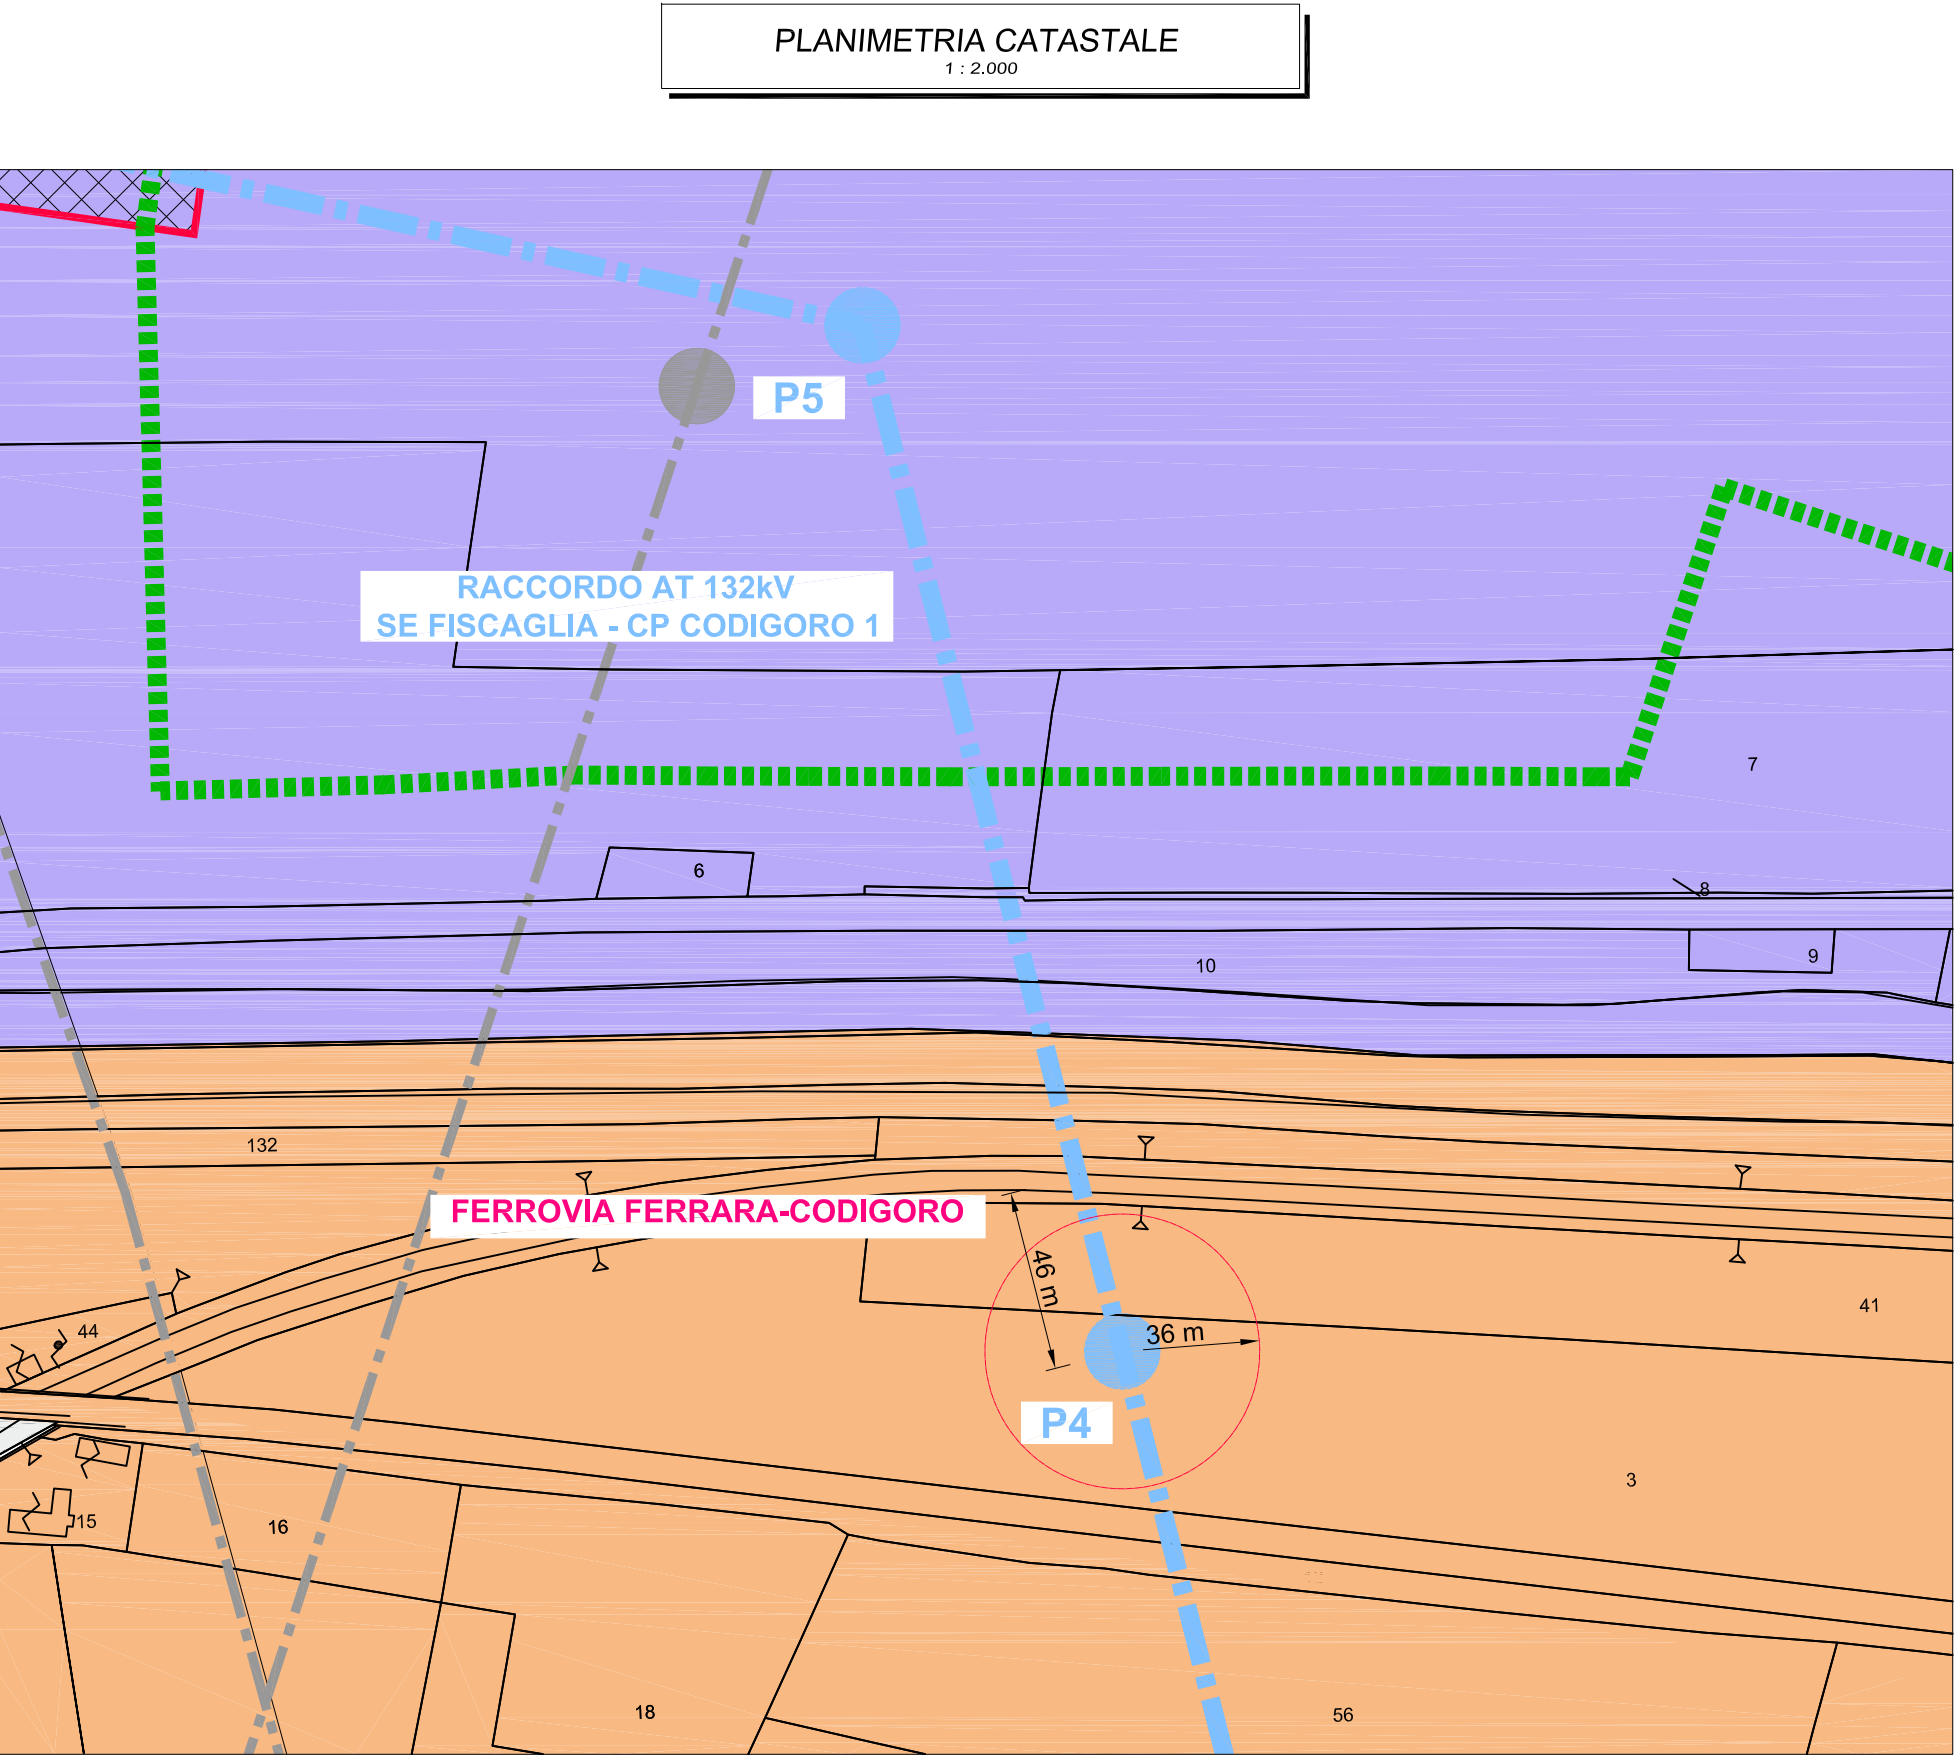 PLANIMETRIA CATASTALE
1 : 2.000
P5
RACCORDO AT 132kV
SE FISCAGLIA - CP CODIGORO 1
7
6
8
9
10
132
FERROVIA FERRARA-CODIGORO
46 m
41
44
36 m
P4
3
15
16
18
56